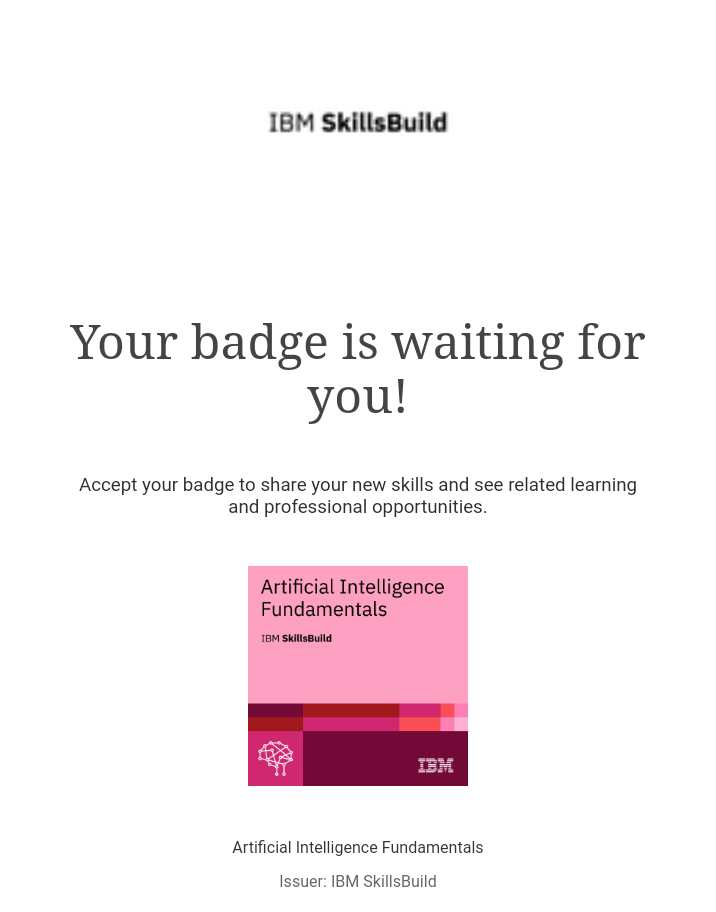 IBM SkillsBuild
Your badge is waiting for
you!
Accept your badge to share your new skills and see related learning
and professional opportunities.
Artificial Intelligence
Fundamentals
IBM SkillsBuild
IBM
Artificial Intelligence Fundamentals
Issuer: IBM SkillsBuild